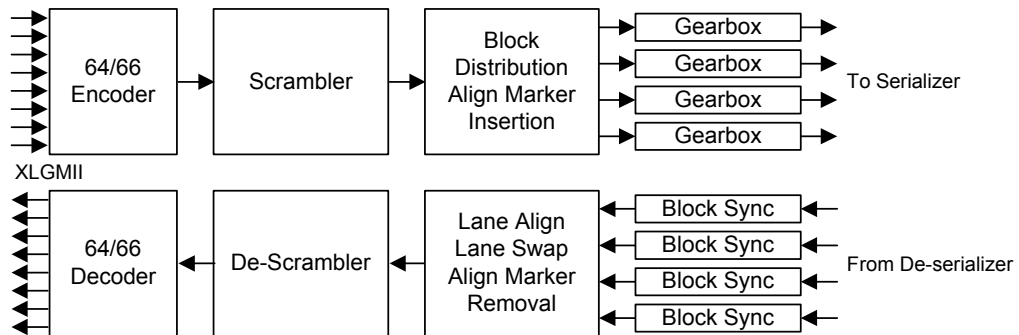 64/66
Encoder
Scrambler
Block
Distribution
Align Marker
Insertion
Gearbox
Gearbox
Gearbox
Gearbox
To Serializer
XLGMII
64/66
Decoder
De-Scrambler
Lane Align
Lane Swap
Align Marker
Removal
Block Sync
Block Sync
Block Sync
Block Sync
From De-serializer